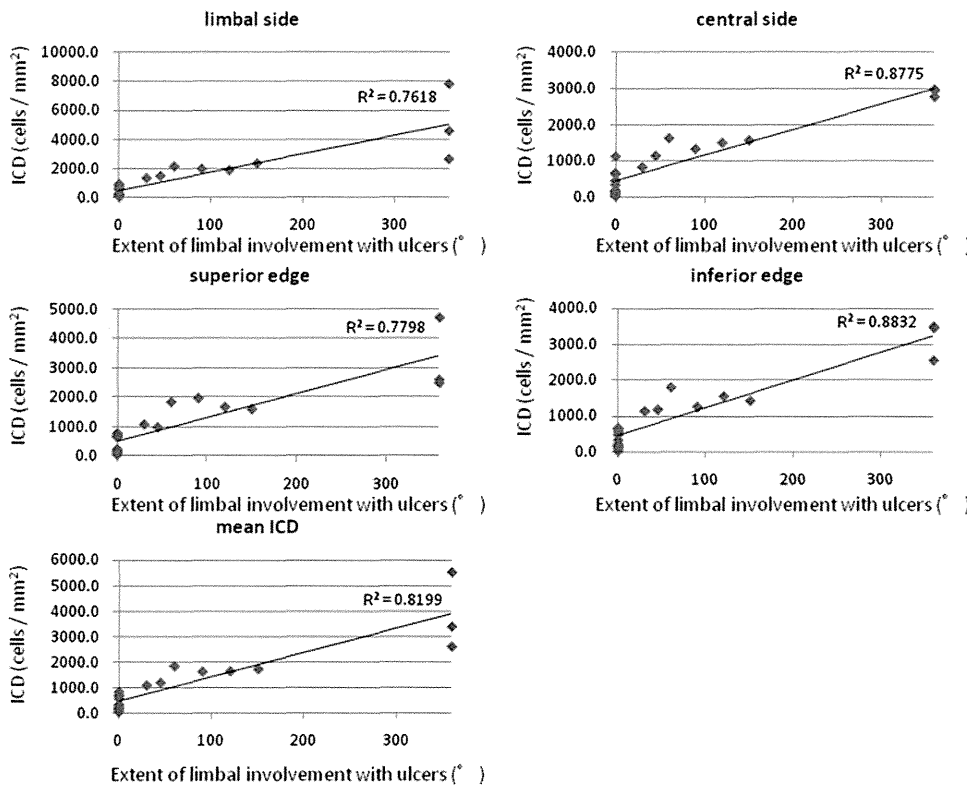 limbal side
10000.0
8000.0
6000.0
4000.0
2000.0
0.0
ICD (cells / mm²)
R² = 0.7618
0 100 200 300
Extent of limbal involvement with ulcers (° )
central side
4000.0
3000.0
2000.0
1000.0
0.0
ICD (cells / mm²)
R² = 0.8775
0 100 200 300
Extent of limbal involvement with ulcers (° )
superior edge
5000.0
4000.0
3000.0
2000.0
1000.0
0.0
ICD (cells / mm²)
R² = 0.7798
0 100 200 300
Extent of limbal involvement with ulcers (° )
inferior edge
4000.0
3000.0
2000.0
1000.0
0.0
ICD (cells / mm²)
R² = 0.8832
0 100 200 300
Extent of limbal involvement with ulcers (° )
mean ICD
6000.0
5000.0
4000.0
3000.0
2000.0
1000.0
0.0
ICD (cells / mm²)
R² = 0.8199
0 100 200 300
Extent of limbal involvement with ulcers (° )